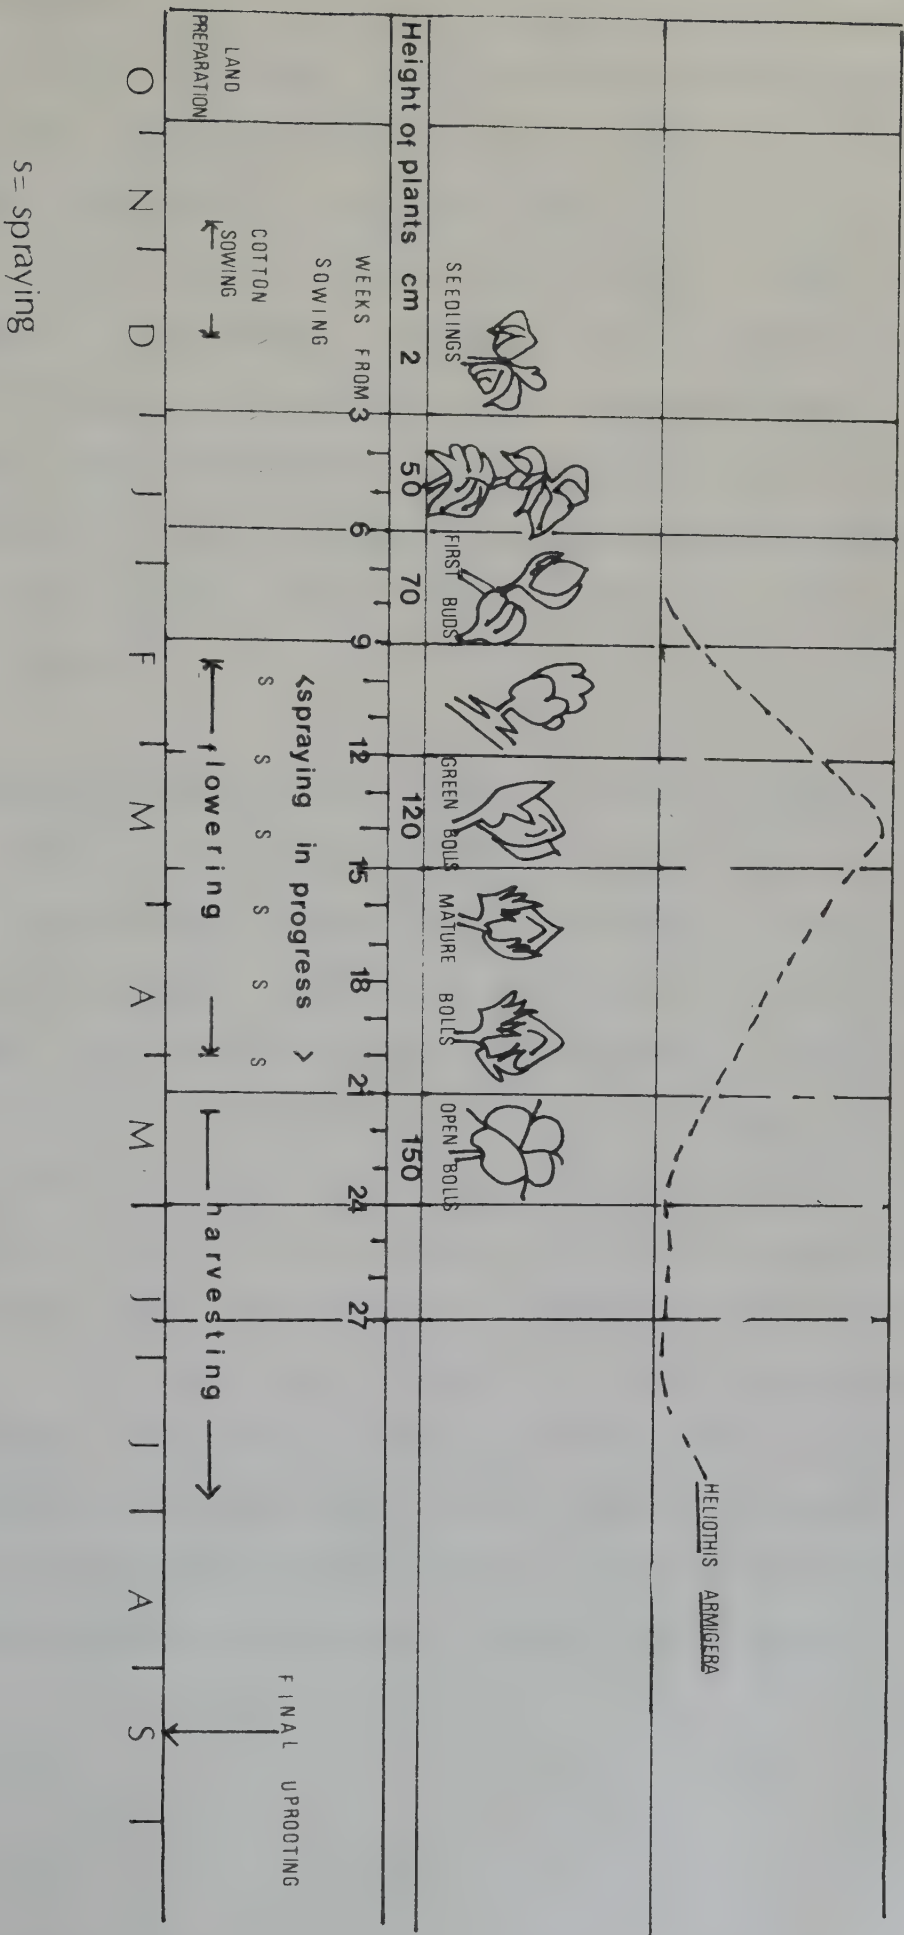 HELIOTHIS ARMIGERA
SEEDLINGS
FIRST BUDS
GREEN BOLLS
MATURE BOLLS
OPEN BOLLS
Height of plants cm 2 50 70 120 150
WEEKS FROM 3 6 9 12 15 18 21 24 27
SOWING
<spraying in progress >
FINAL UPROOTING
COTTON
SOWING
S S S S S S
LAND
PREPARATION
flowering
harvesting
O N D J F M A M J J A S
S= spraying